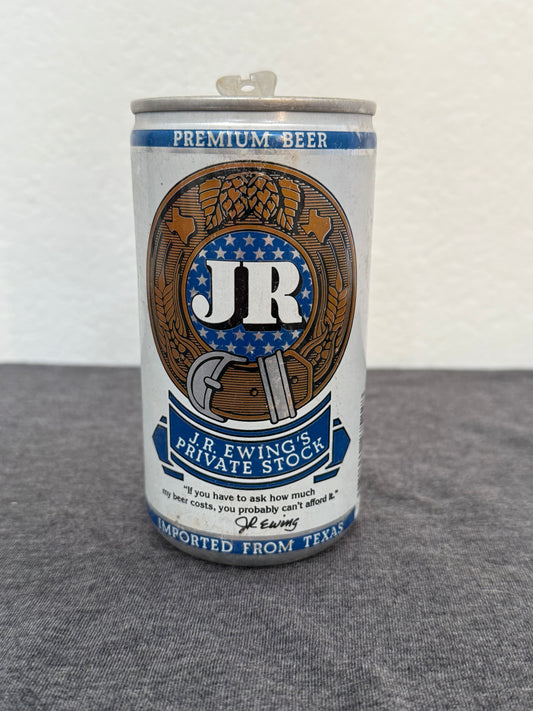 PREMIUM BEER
JR
J.R. EWING'S
PRIVATE STOCK
"If you have to ask how much
my beer costs, you probably can't afford it."
JR Ewing
IMPORTED FROM TEXAS